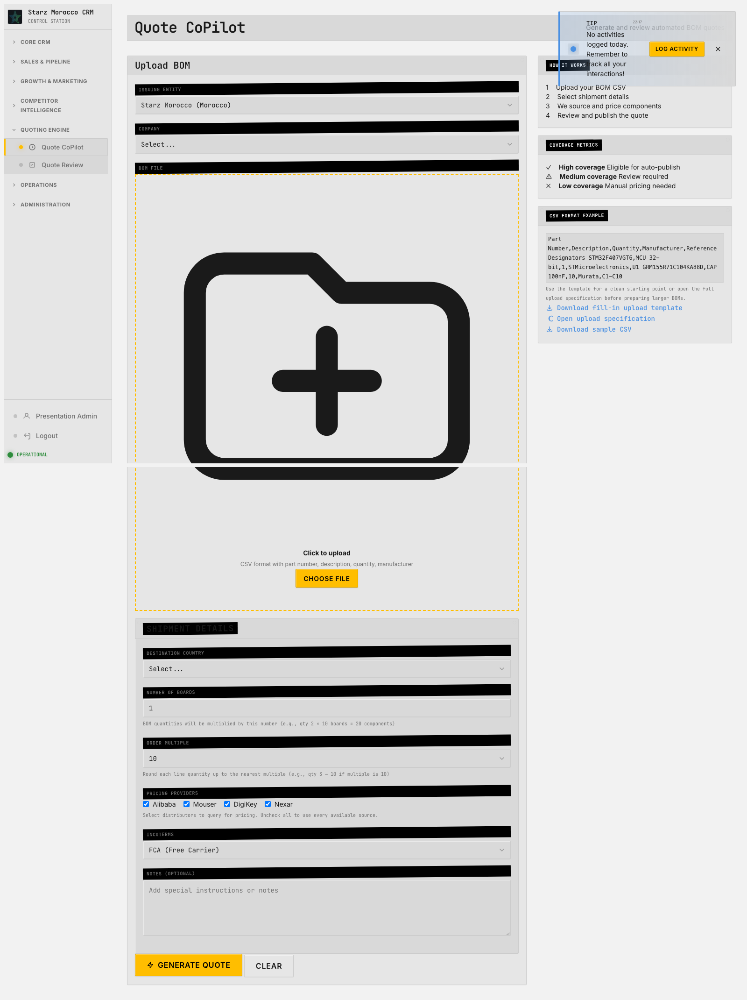 Starz Morocco CRM
CONTROL STATION
CORE CRM
SALES & PIPELINE
GROWTH & MARKETING
COMPETITOR
INTELLIGENCE
QUOTING ENGINE
Quote CoPilot
Quote Review
OPERATIONS
ADMINISTRATION
Presentation Admin
Logout
OPERATIONAL
Quote CoPilot
Generate and review automated BOM quotes
TIP
22:17
No activities
logged today.
Remember to
track all your
interactions!
LOG ACTIVITY
Upload BOM
ISSUING ENTITY
Starz Morocco (Morocco)
COMPANY
Select...
BOM FILE
Click to upload
CSV format with part number, description, quantity, manufacturer
CHOOSE FILE
SHIPMENT DETAILS
DESTINATION COUNTRY
Select...
NUMBER OF BOARDS
1
BOM quantities will be multiplied by this number (e.g., qty 2 × 10 boards = 20 components)
ORDER MULTIPLE
10
Round each line quantity up to the nearest multiple (e.g., qty 3 → 10 if multiple is 10)
PRICING PROVIDERS
Alibaba Mouser DigiKey Nexar
Select distributors to query for pricing. Uncheck all to use every available source.
INCOTERMS
FCA (Free Carrier)
NOTES (OPTIONAL)
Add special instructions or notes
GENERATE QUOTE
CLEAR
HOW IT WORKS
1 Upload your BOM CSV
2 Select shipment details
3 We source and price components
4 Review and publish the quote
COVERAGE METRICS
High coverage Eligible for auto-publish
Medium coverage Review required
Low coverage Manual pricing needed
CSV FORMAT EXAMPLE
Part
Number,Description,Quantity,Manufacturer,Reference
Designators STM32F407VGT6,MCU 32-
bit,1,STMicroelectronics,U1 GRM155R71C104KA88D,CAP
100nF,10,Murata,C1-C10
Use the template for a clean starting point or open the full
upload specification before preparing larger BOMs.
Download fill-in upload template
Open upload specification
Download sample CSV